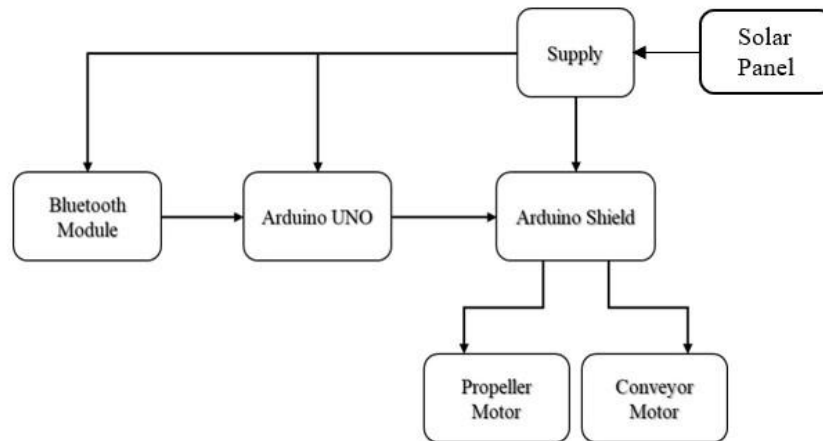 Supply
Solar
Panel
Bluetooth
Module
Arduino UNO
Arduino Shield
Propeller
Motor
Conveyor
Motor